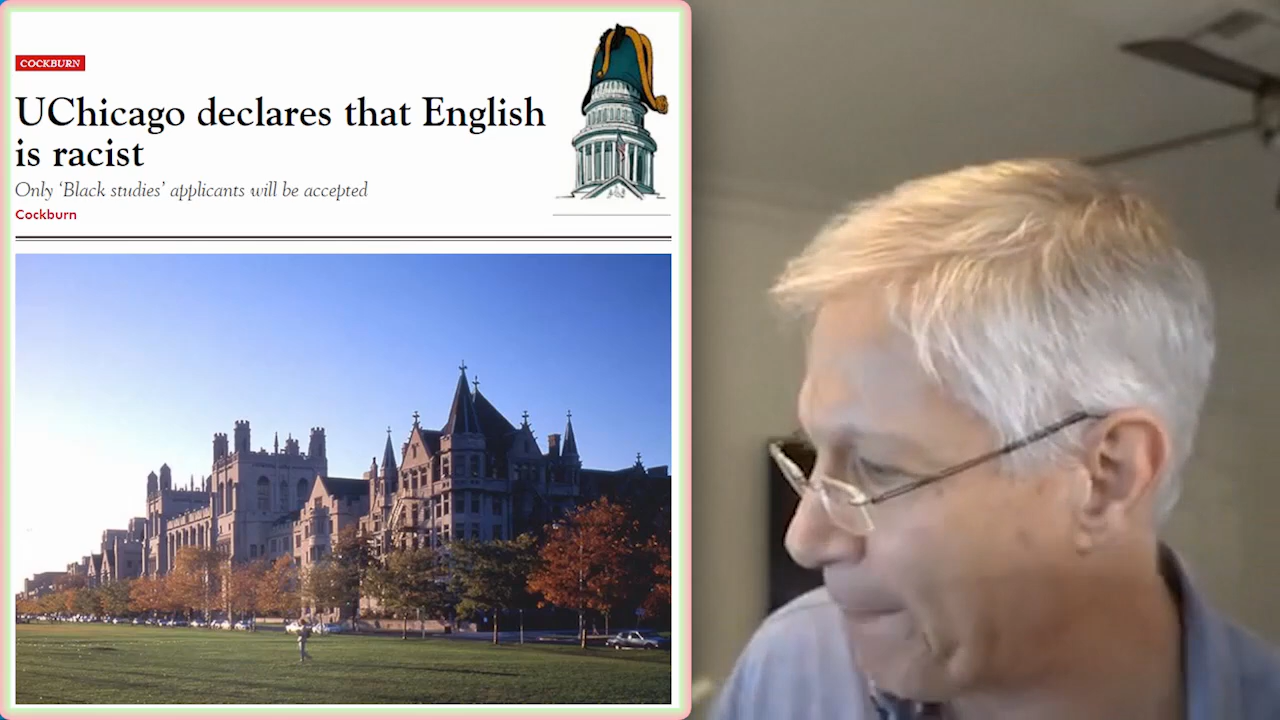 COCKBURN
UChicago declares that English
is racist
Only ‘Black studies’ applicants will be accepted
Cockburn